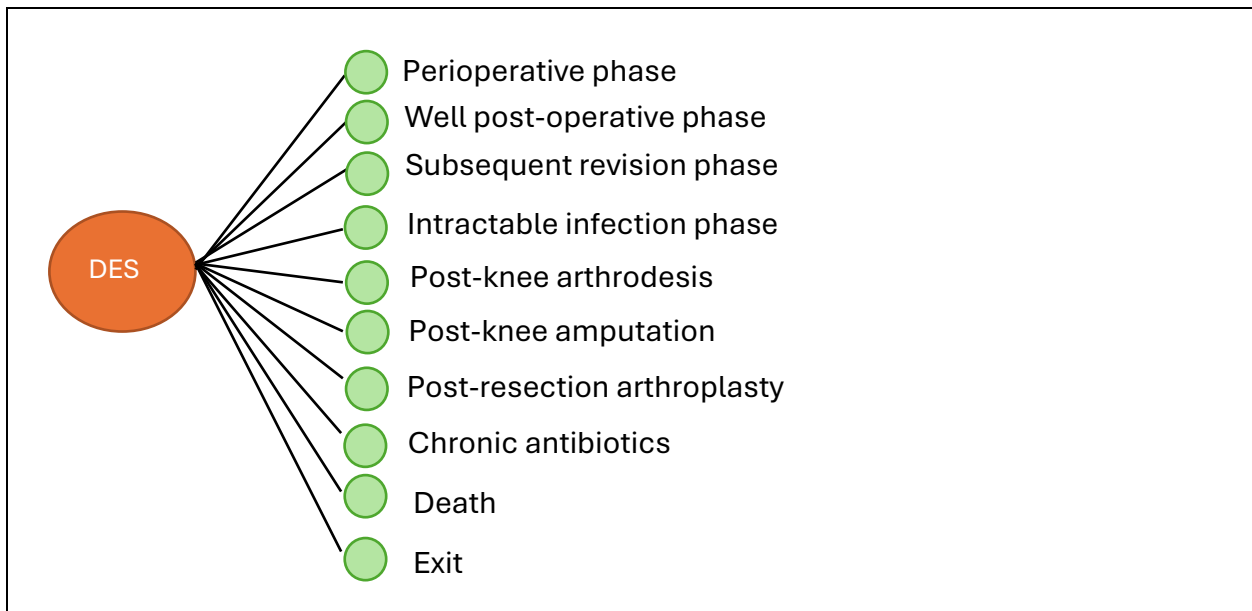 DES
Perioperative phase
Well post-operative phase
Subsequent revision phase
Intractable infection phase
Post-knee arthrodesis
Post-knee amputation
Post-resection arthroplasty
Chronic antibiotics
Death
Exit